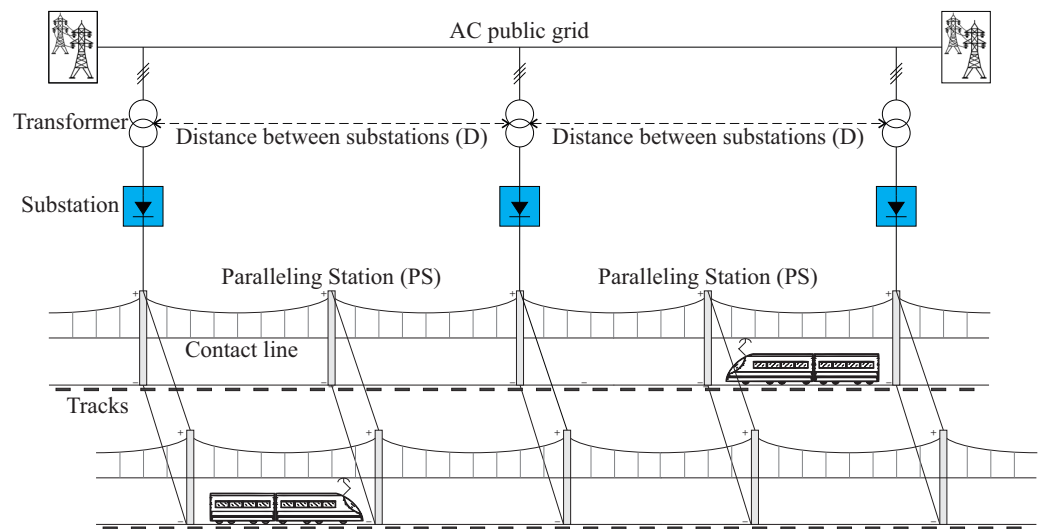 AC public grid
Transformer
Distance between substations (D)
Distance between substations (D)
Substation
Paralleling Station (PS)
Paralleling Station (PS)
+ + + + +
Contact line
- - - - -
Tracks
+ + + + +
- - - - -